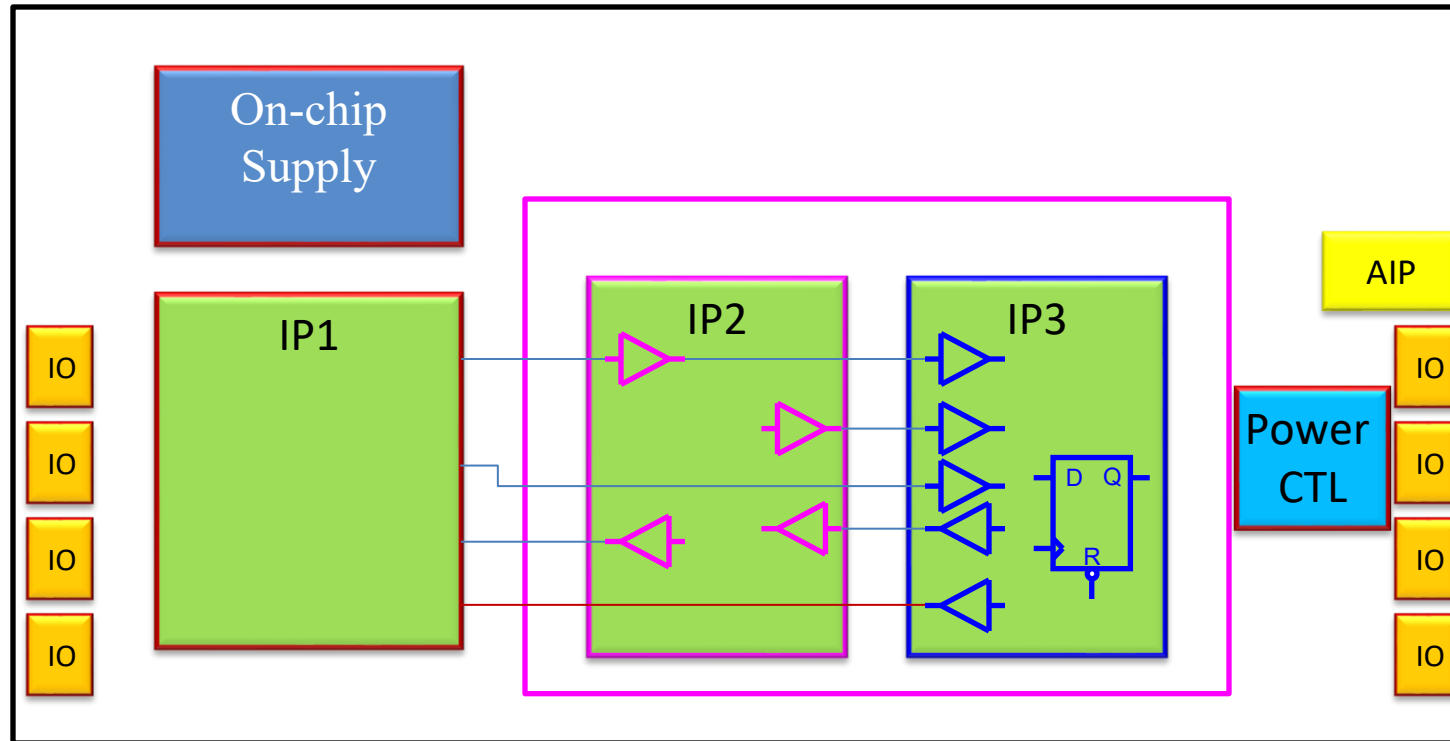 On-chip
Supply
IP1
IP2
IP3
AIP
IO
IO
IO
IO
D Q
R
Power
CTL
IO
IO
IO
IO